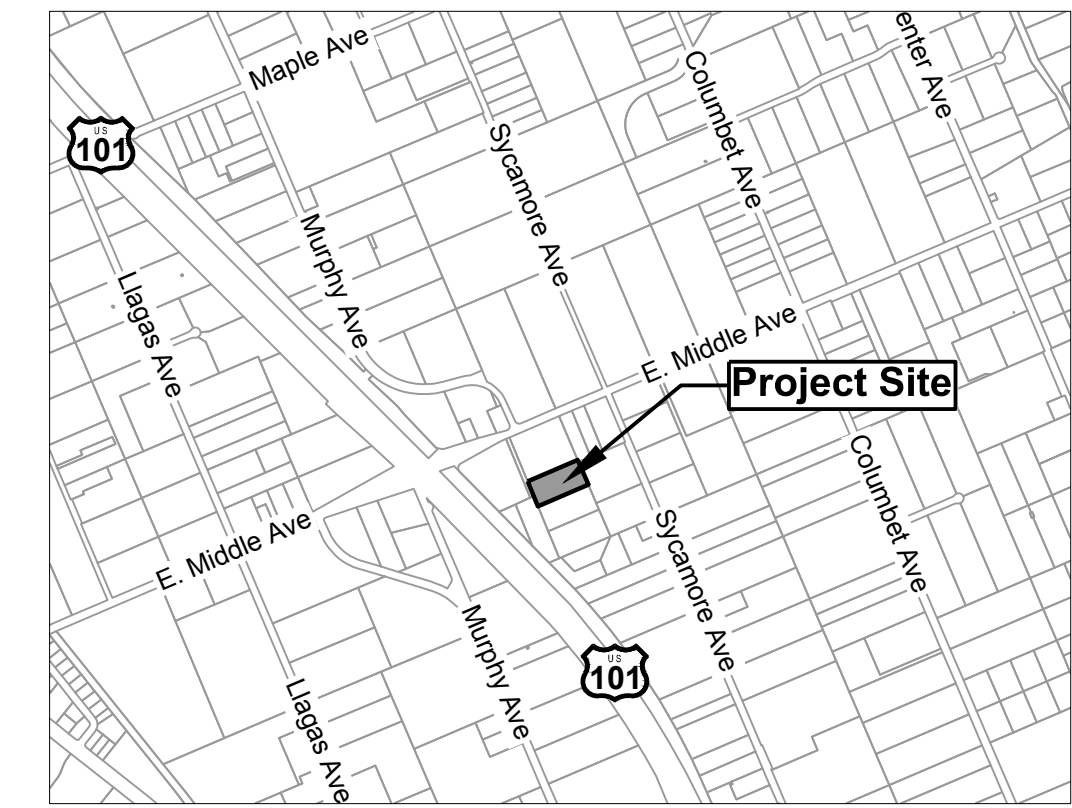 Maple Ave
enter Ave
Columbet Ave
US
101
Sycamore Ave
Murphy Ave
Llagas Ave
E. Middle Ave
Project Site
Columbet Ave
E. Middle Ave
Sycamore Ave
Murphy Ave
US
101
Llagas Ave